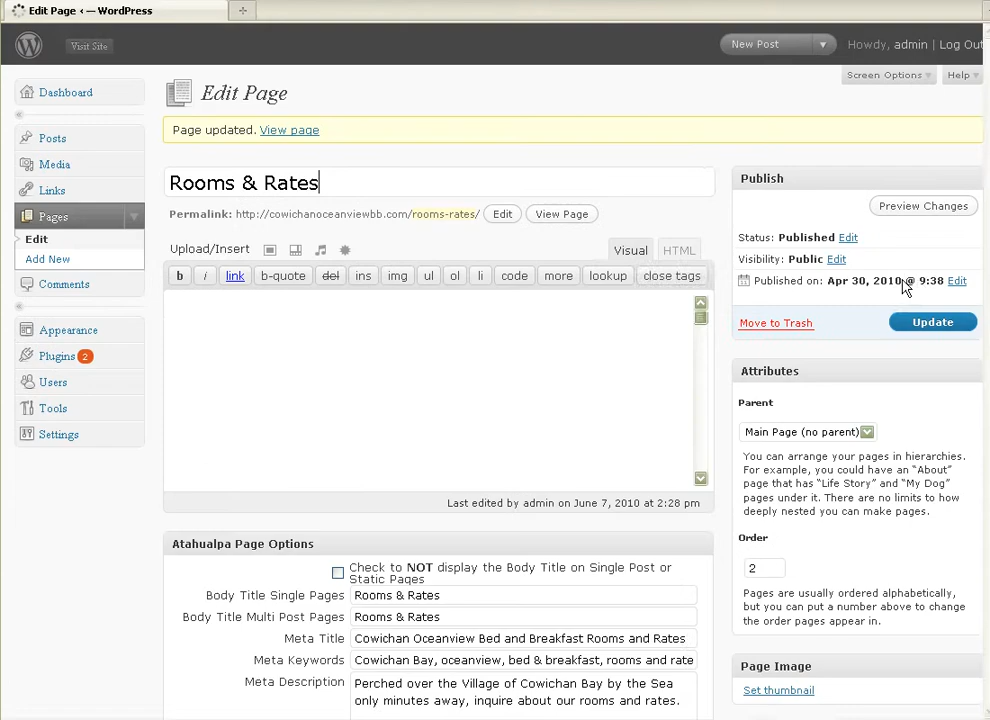 Edit Page ‹ — WordPress
Visit Site
New Post
Howdy, admin | Log Out
Screen Options
Help
Dashboard
Posts
Media
Links
Pages
Edit
Add New
Comments
Appearance
Plugins 2
Users
Tools
Settings
Edit Page
Page updated. View page
Rooms & Rates
Permalink: http://cowichanoceanviewbb.com/rooms-rates/ Edit View Page
Upload/Insert
Visual
HTML
b i link b-quote del ins img ul ol li code more lookup close tags
Last edited by admin on June 7, 2010 at 2:28 pm
Atahualpa Page Options
Check to NOT display the Body Title on Single Post or
Static Pages
Body Title Single Pages Rooms & Rates
Body Title Multi Post Pages Rooms & Rates
Meta Title Cowichan Oceanview Bed and Breakfast Rooms and Rates
Meta Keywords Cowichan Bay, oceanview, bed & breakfast, rooms and rate
Meta Description Perched over the Village of Cowichan Bay by the Sea
only minutes away, inquire about our rooms and rates.
Publish
Preview Changes
Status: Published Edit
Visibility: Public Edit
Published on: Apr 30, 2010 @ 9:38 Edit
Move to Trash
Update
Attributes
Parent
Main Page (no parent)
You can arrange your pages in hierarchies.
For example, you could have an “About”
page that has “Life Story” and “My Dog”
pages under it. There are no limits to how
deeply nested you can make pages.
Order
2
Pages are usually ordered alphabetically,
but you can put a number above to change
the order pages appear in.
Page Image
Set thumbnail